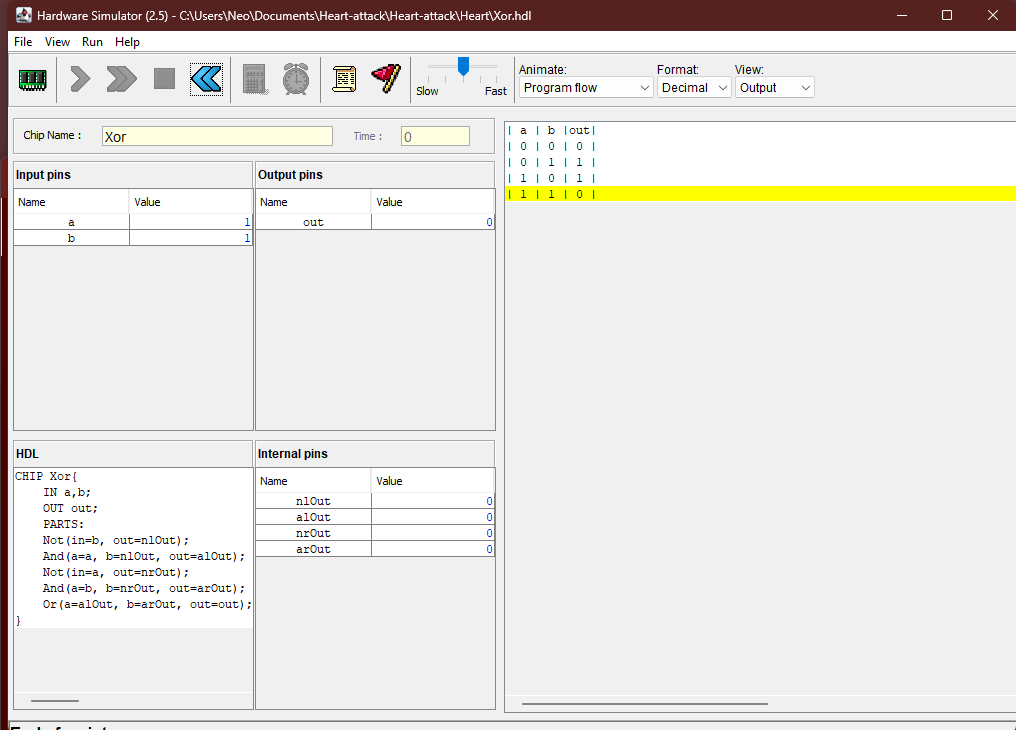 Hardware Simulator (2.5) - C:\Users\Neo\Documents\Heart-attack\Heart-attack\Heart\Xor.hdl
File View Run Help
Slow Fast
Animate: Format: View:
Program flow Decimal Output
Chip Name : Xor Time : 0
Input pins
Name Value
a 1
b 1
Output pins
Name Value
out 0
HDL
CHIP Xor{
IN a,b;
OUT out;
PARTS:
Not(in=b, out=nlOut);
And(a=a, b=nlOut, out=alOut);
Not(in=a, out=nrOut);
And(a=b, b=nrOut, out=arOut);
Or(a=alOut, b=arOut, out=out);
}
Internal pins
Name Value
nlOut 0
alOut 0
nrOut 0
arOut 0
| a | b |out|
| 0 | 0 | 0 |
| 0 | 1 | 1 |
| 1 | 0 | 1 |
| 1 | 1 | 0 |